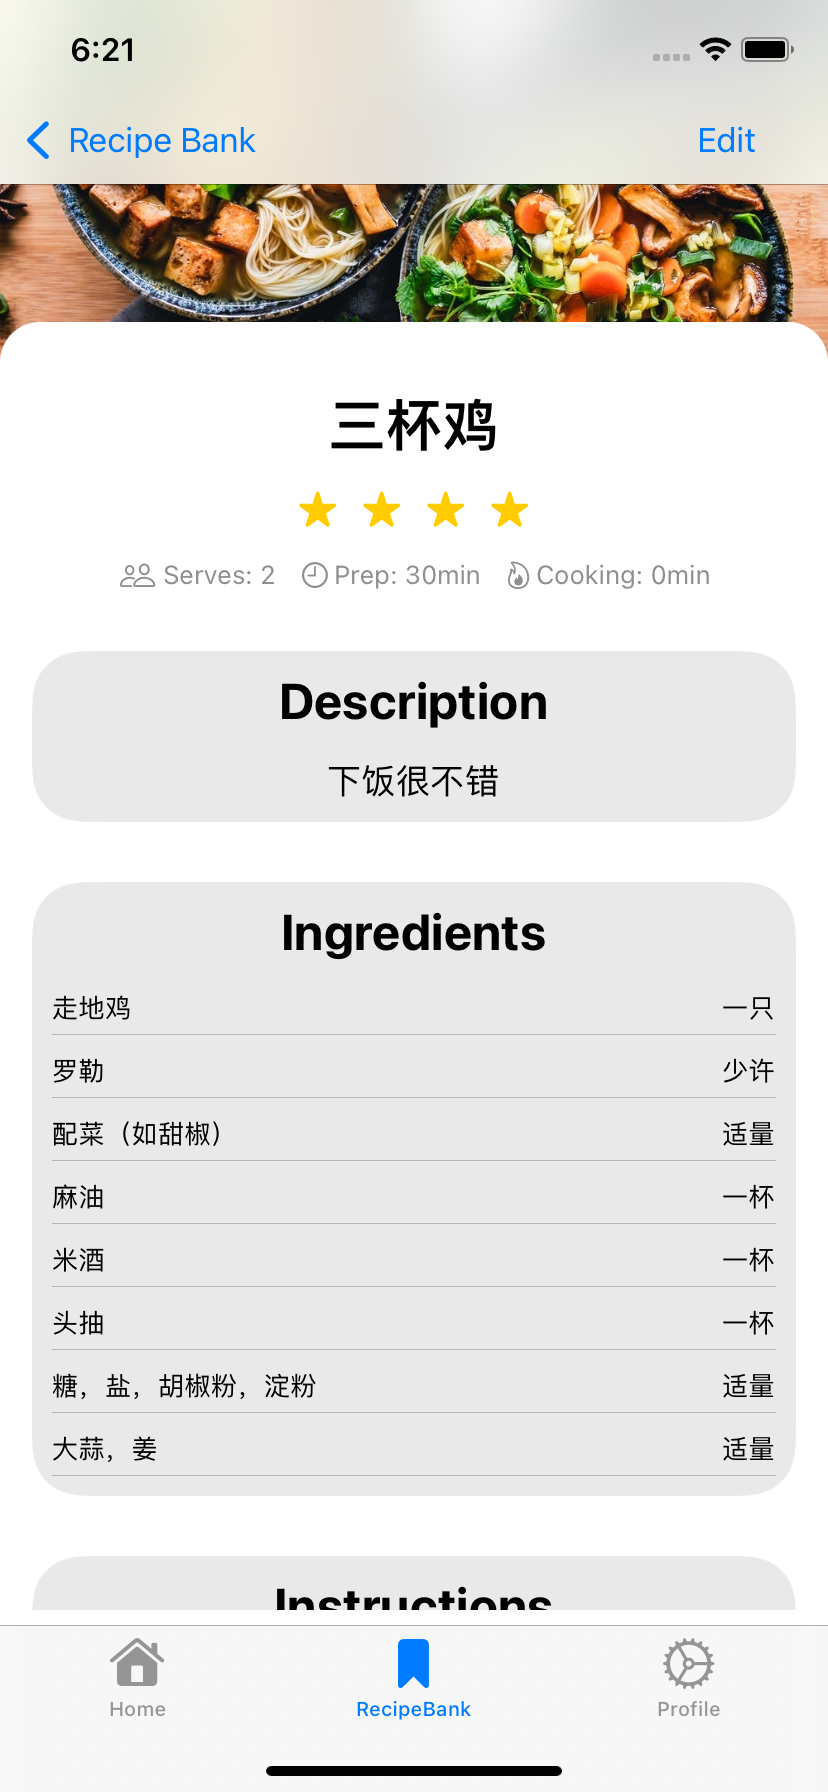 6:21
Recipe Bank Edit
三杯鸡
Serves: 2 Prep: 30min Cooking: 0min
Description
下饭很不错
Ingredients
走地鸡 一只
罗勒 少许
配菜（如甜椒） 适量
麻油 一杯
米酒 一杯
头抽 一杯
糖，盐，胡椒粉，淀粉 适量
大蒜，姜 适量
Instructions
Home RecipeBank Profile